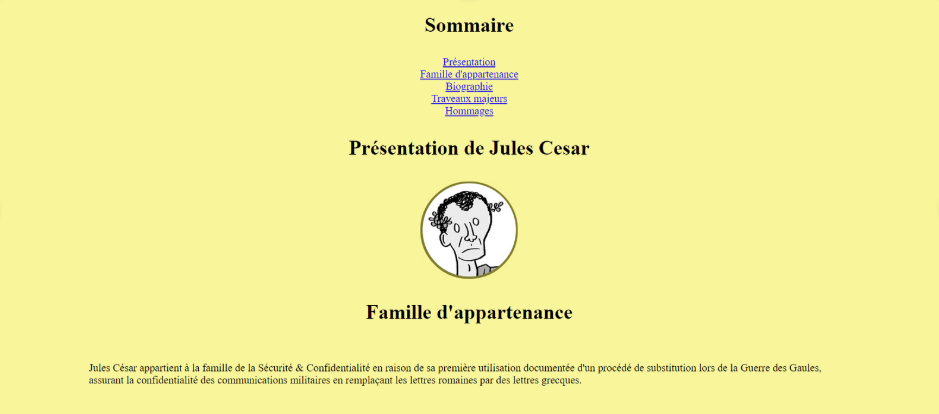 Sommaire
Présentation
Famille d'appartenance
Biographie
Traveaux majeurs
Hommages
Présentation de Jules Cesar
Famille d'appartenance
Jules César appartient à la famille de la Sécurité & Confidentialité en raison de sa première utilisation documentée d'un procédé de substitution lors de la Guerre des Gaules,
assurant la confidentialité des communications militaires en remplaçant les lettres romaines par des lettres grecques.